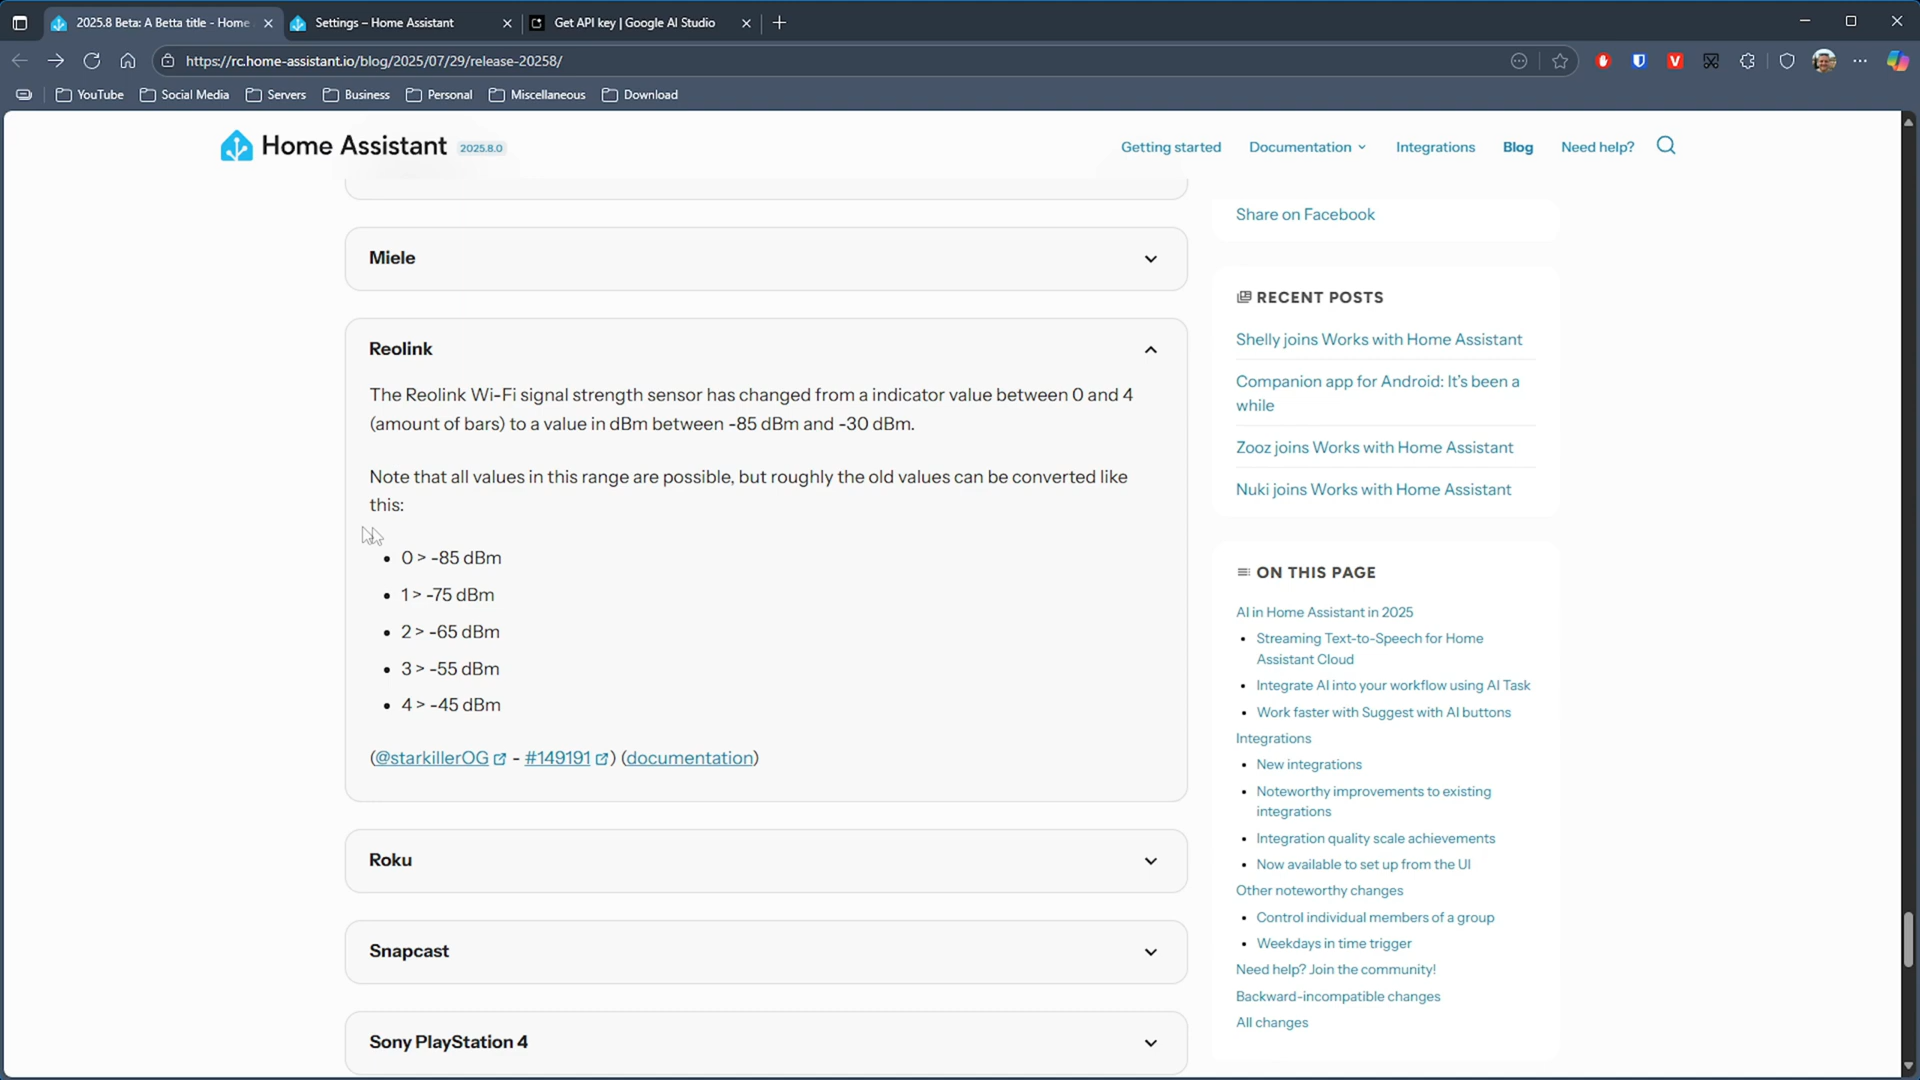 2025.8 Beta: A Betta title - Home
Settings – Home Assistant
Get API key | Google AI Studio
https://rc.home-assistant.io/blog/2025/07/29/release-20258/
YouTube
Social Media
Servers
Business
Personal
Miscellaneous
Download
Home Assistant 2025.8.0
Getting started
Documentation
Integrations
Blog
Need help?
Miele
Reolink
The Reolink Wi-Fi signal strength sensor has changed from a indicator value between 0 and 4
(amount of bars) to a value in dBm between -85 dBm and -30 dBm.
Note that all values in this range are possible, but roughly the old values can be converted like
this:
• 0 > -85 dBm
• 1 > -75 dBm
• 2 > -65 dBm
• 3 > -55 dBm
• 4 > -45 dBm
(@starkillerOG - #149191) (documentation)
Roku
Snapcast
Sony PlayStation 4
Share on Facebook
RECENT POSTS
Shelly joins Works with Home Assistant
Companion app for Android: It's been a
while
Zooz joins Works with Home Assistant
Nuki joins Works with Home Assistant
ON THIS PAGE
AI in Home Assistant in 2025
• Streaming Text-to-Speech for Home
Assistant Cloud
• Integrate AI into your workflow using AI Task
• Work faster with Suggest with AI buttons
Integrations
• New integrations
• Noteworthy improvements to existing
integrations
• Integration quality scale achievements
• Now available to set up from the UI
Other noteworthy changes
• Control individual members of a group
• Weekdays in time trigger
Need help? Join the community!
Backward-incompatible changes
All changes